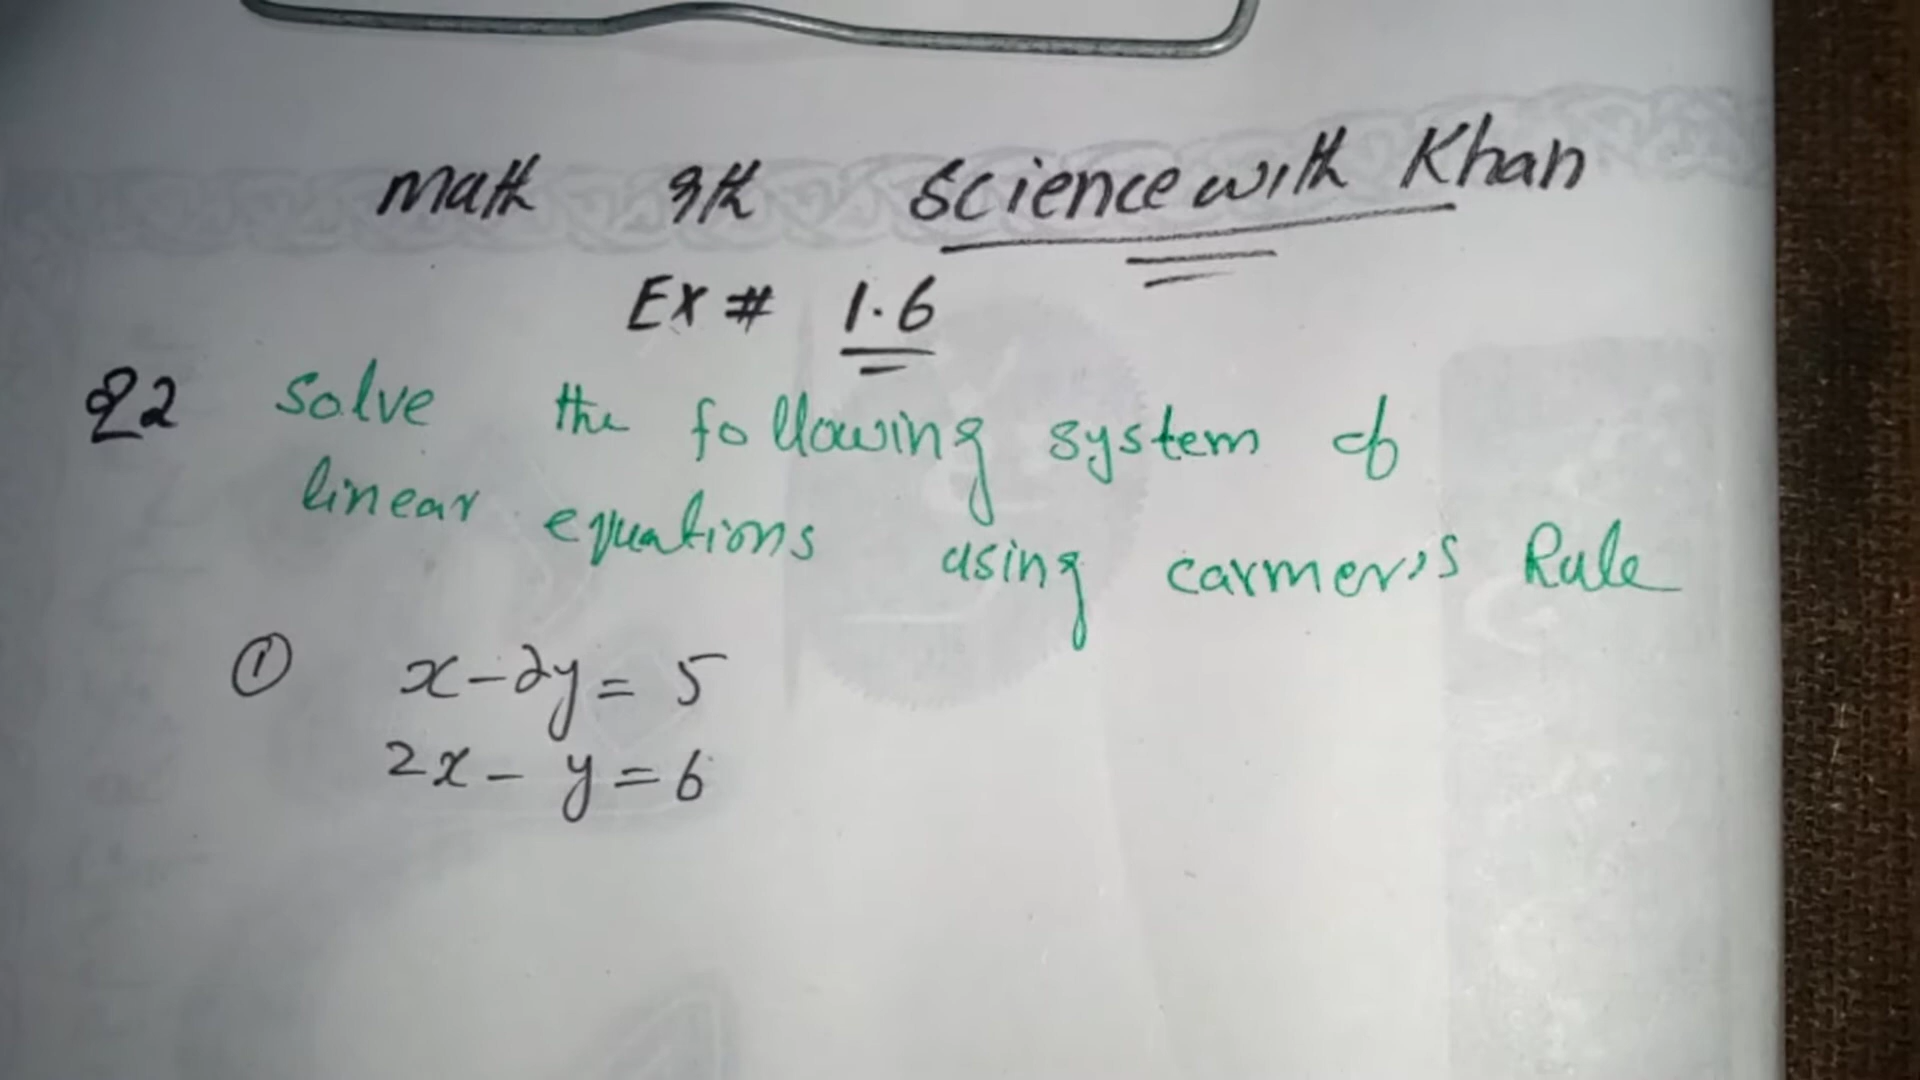 Math 9th Science with Khan
EX # 1.6
Q2 Solve the following system of
linear equations using carmer's Rule
① x-2y= 5
2x- y=6